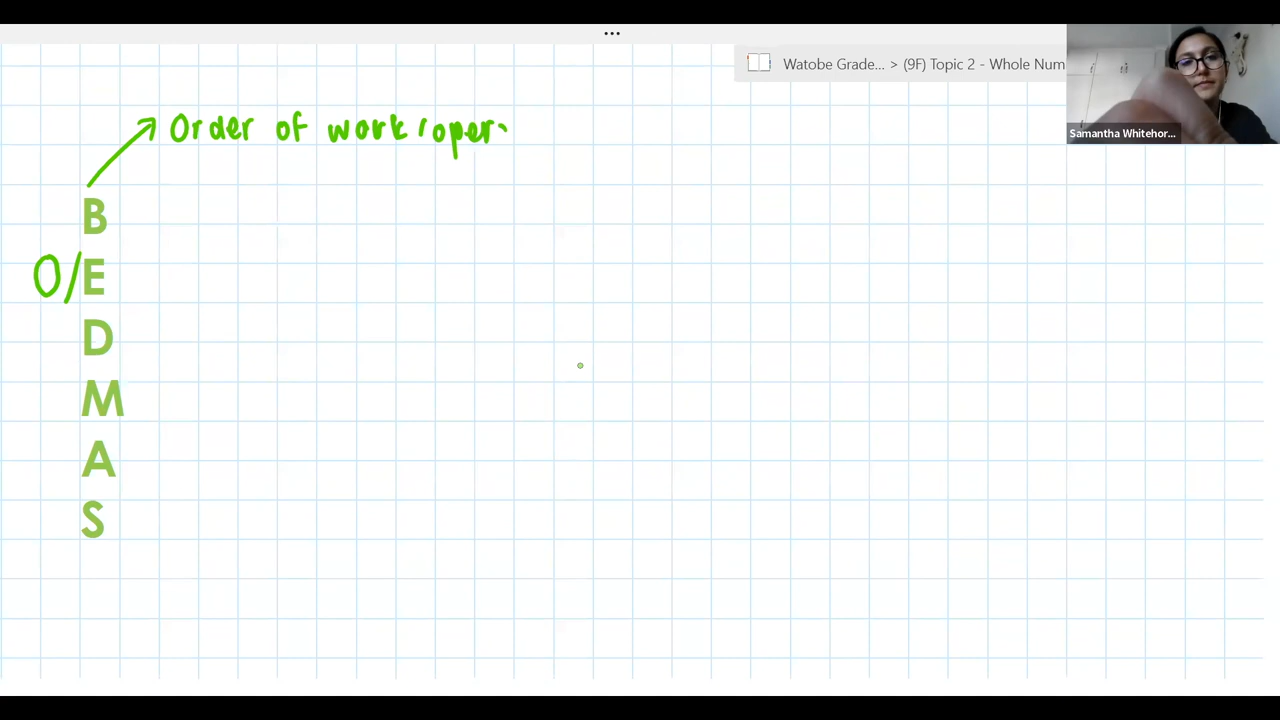 ...
Watobe Grade... > (9F) Topic 2 - Whole Num
Order of work/oper
Samantha Whitehor...
B
O/E
D
M
A
S